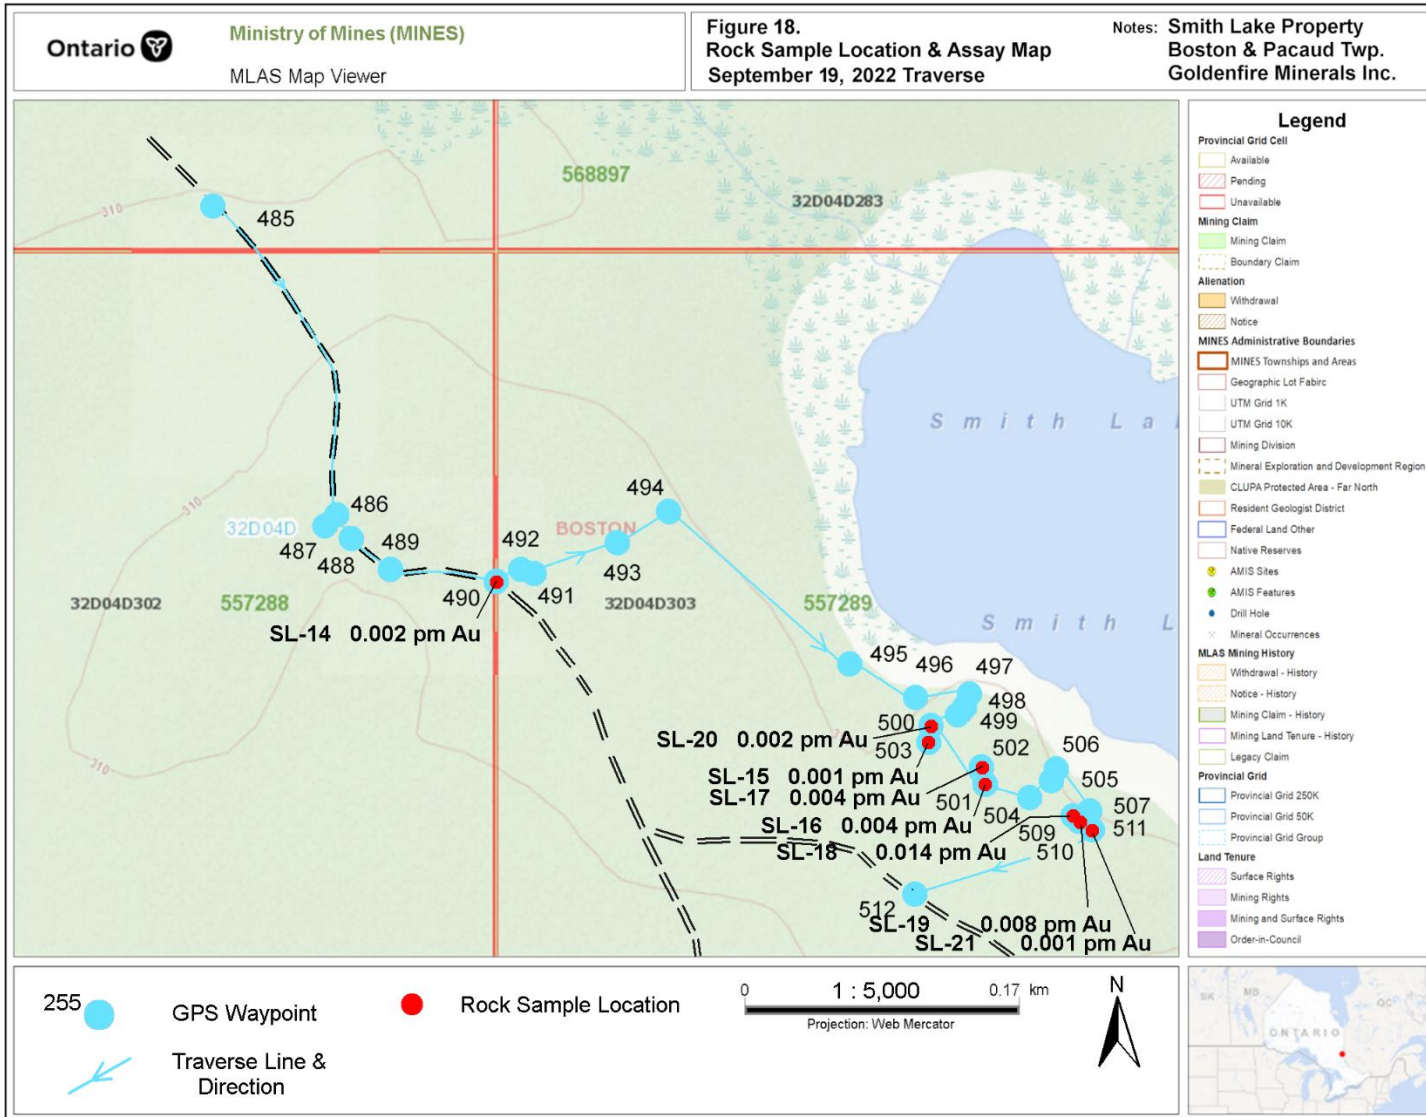 Ontario
Ministry of Mines (MINES)
MLAS Map Viewer
Figure 18.
Rock Sample Location & Assay Map
September 19, 2022 Traverse
Notes: Smith Lake Property
Boston & Pacaud Twp.
Goldenfire Minerals Inc.
568897
32D04D283
310
485
Smith La
494
486
32D04D
BOSTON
487
492
489
488
493
490
491
32D04D302
557288
32D04D303
557289
Smith L
SL-14 0.002 pm Au
495
496
497
498
500
499
SL-20 0.002 pm Au
503
502
506
310
SL-15 0.001 pm Au
505
SL-17 0.004 pm Au
501
504
507
SL-16 0.004 pm Au
509
511
SL-18 0.014 pm Au
510
512
SL-19 0.008 pm Au
SL-21 0.001 pm Au
Legend
Provincial Grid Cell
Available
Pending
Unavailable
Mining Claim
Mining Claim
Boundary Claim
Alienation
Withdrawal
Notice
MINES Administrative Boundaries
MINES Townships and Areas
Geographic Lot Fabirc
UTM Grid 1K
UTM Grid 10K
Mining Division
Mineral Exploration and Development Region
CLUPA Protected Area - Far North
Resident Geologist District
Federal Land Other
Native Reserves
AMIS Sites
AMIS Features
Drill Hole
Mineral Occurrences
MLAS Mining History
Withdrawal - History
Notice - History
Mining Claim - History
Mining Land Tenure - History
Legacy Claim
Provincial Grid
Provincial Grid 250K
Provincial Grid 50K
Provincial Grid Group
Land Tenure
Surface Rights
Mining Rights
Mining and Surface Rights
Order-in-Council
255
GPS Waypoint
Rock Sample Location
Traverse Line &
Direction
0 1 : 5,000 0.17 km
Projection: Web Mercator
N
SK
MB
ONTARIO
QC